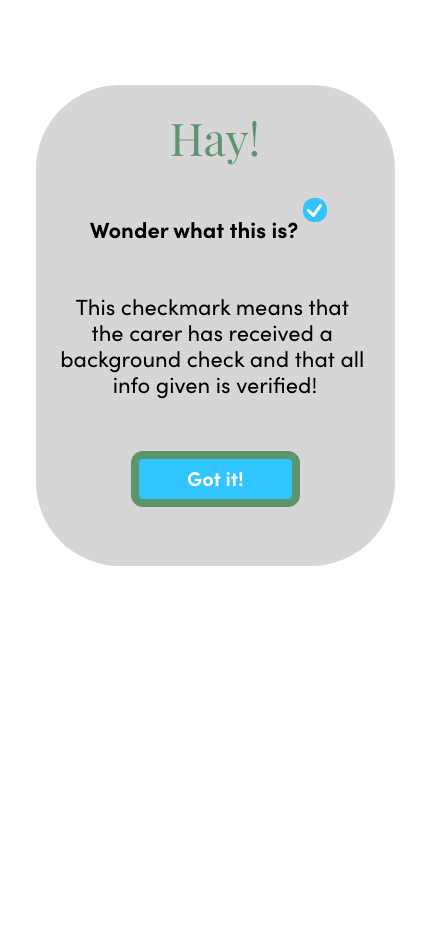 Hay!
Wonder what this is?
This checkmark means that
the carer has received a
background check and that all
info given is verified!
Got it!